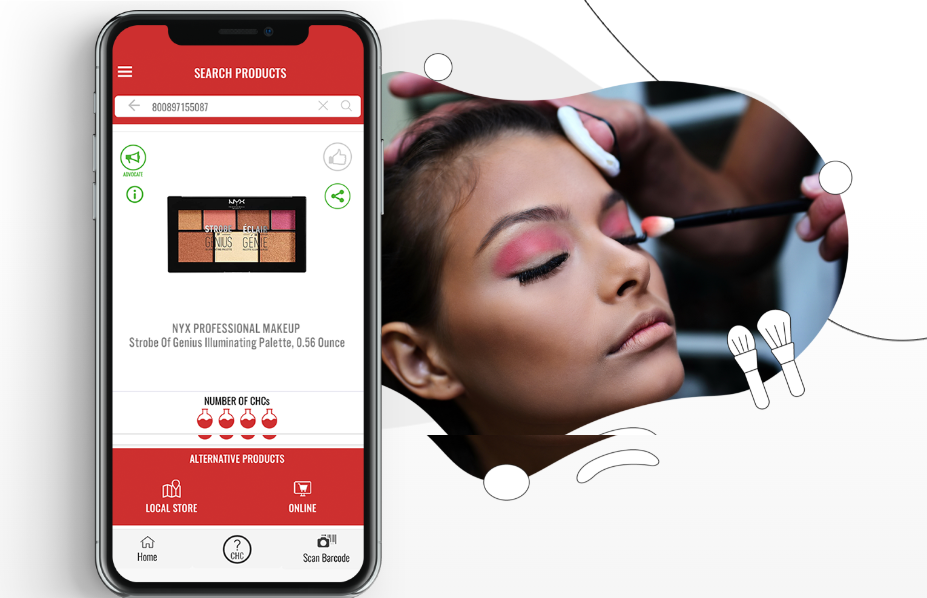 SEARCH PRODUCTS
800897155087
ADVOCATE
NYX
STROBE ECLAIR
GENIUS GENIE
NYX PROFESSIONAL MAKEUP
Strobe Of Genius Illuminating Palette, 0.56 Ounce
NUMBER OF CHCs
ALTERNATIVE PRODUCTS
LOCAL STORE
ONLINE
Home
?
CHC
Scan Barcode